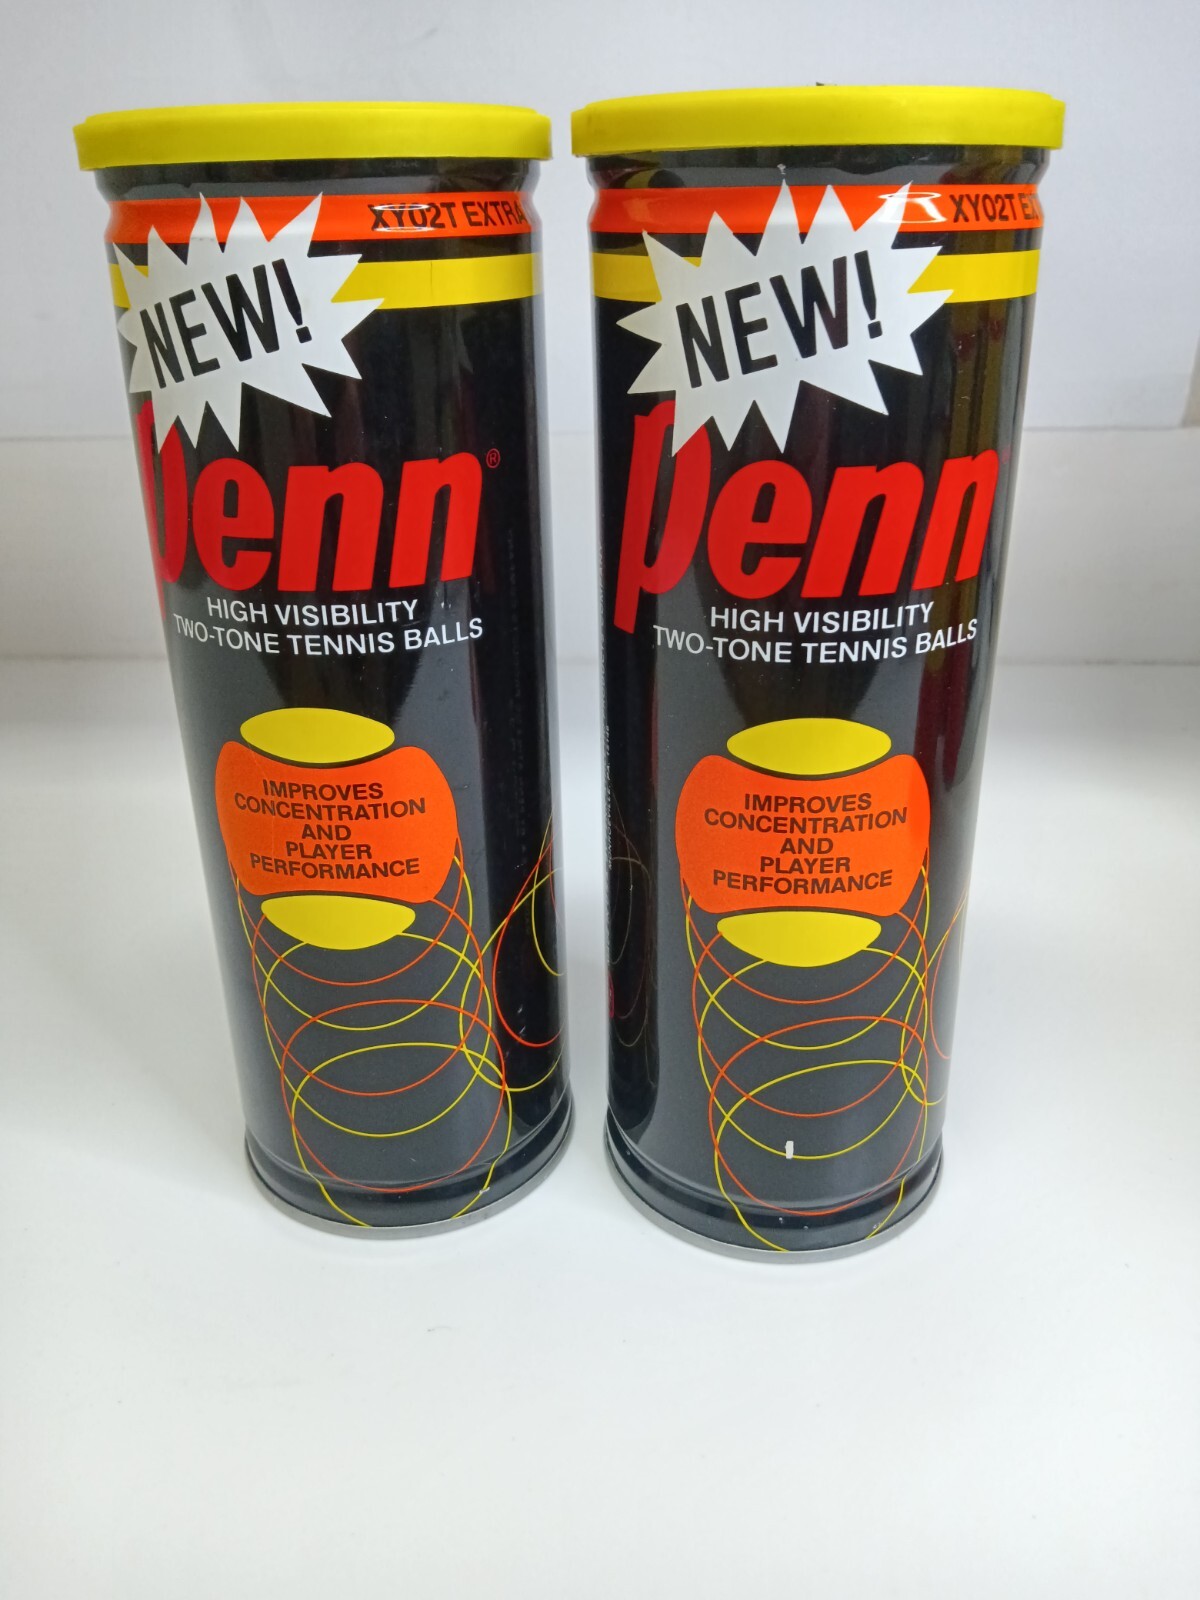 XY02T EXTRA
NEW!
Penn®
HIGH VISIBILITY
TWO-TONE TENNIS BALLS
IMPROVES
CONCENTRATION
AND
PLAYER
PERFORMANCE
XY02T EX
NEW!
Penn
HIGH VISIBILITY
TWO-TONE TENNIS BALLS
IMPROVES
CONCENTRATION
AND
PLAYER
PERFORMANCE